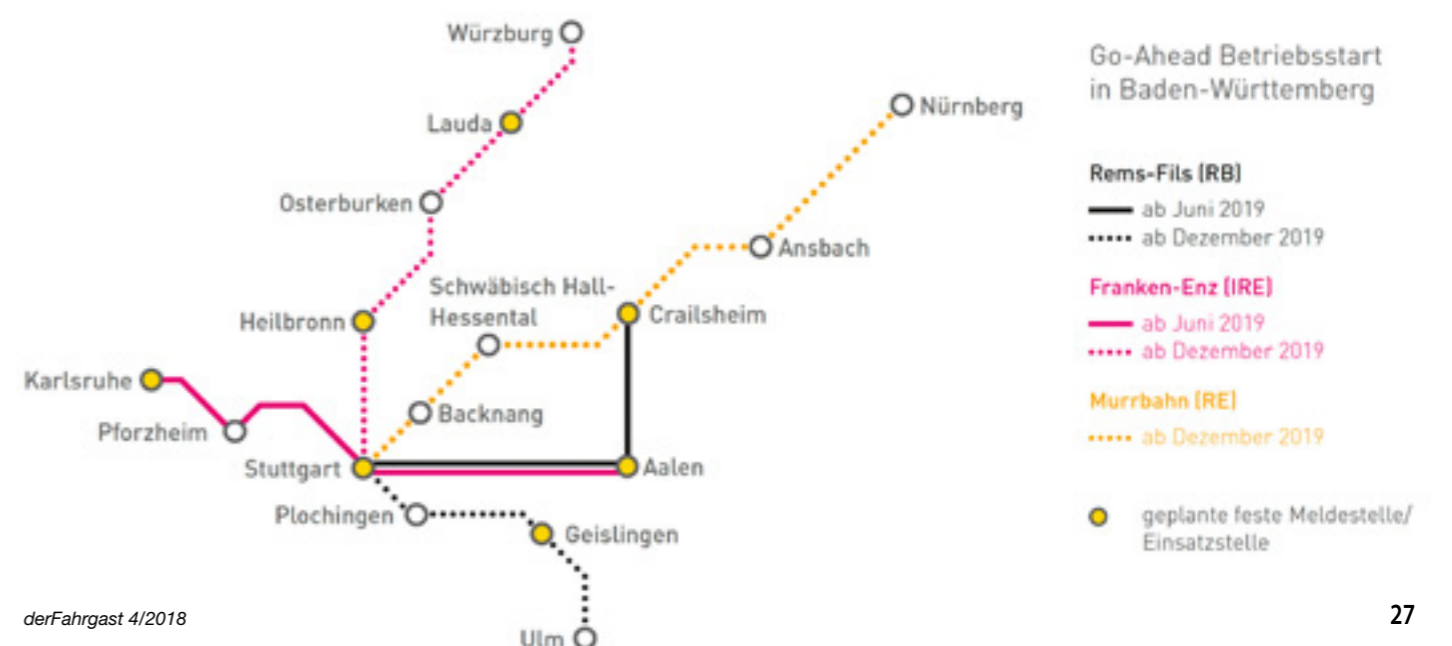 Würzburg
Lauda
Osterburken
Heilbronn
Karlsruhe
Pforzheim
Stuttgart
Schwäbisch Hall-
Hessental
Backnang
Crailsheim
Ansbach
Nürnberg
Aalen
Plochingen
Geislingen
Ulm
Go-Ahead Betriebsstart
in Baden-Württemberg
Rems-Fils (RB)
ab Juni 2019
ab Dezember 2019
Franken-Enz (IRE)
ab Juni 2019
ab Dezember 2019
Murrbahn (RE)
ab Dezember 2019
geplante feste Meldestelle/
Einsatzstelle
derFahrgast 4/2018
27